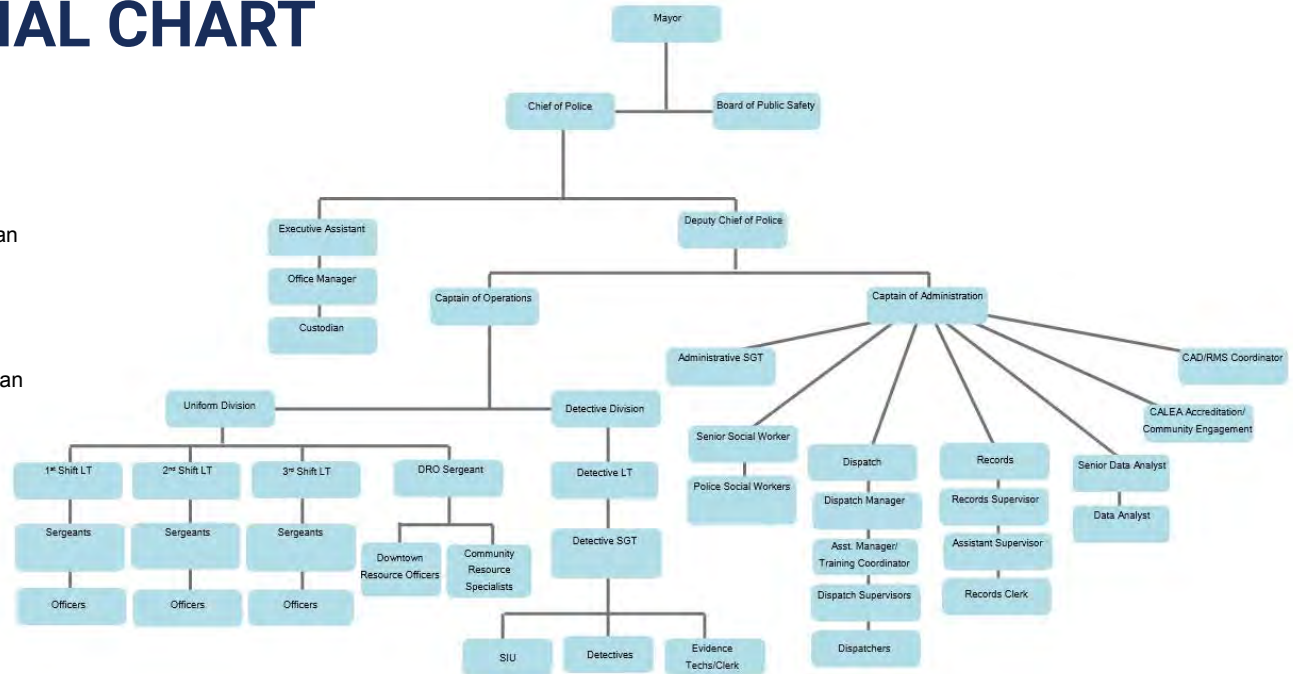 NAL CHART
Mayor
Chief of Police
Board of Public Safety
an
Executive Assistant
Deputy Chief of Police
Office Manager
Captain of Operations
Captain of Administration
Custodian
Administrative SGT
CAD/RMS Coordinator
an
Uniform Division
Detective Division
CALEA Accreditation/
Community Engagement
Senior Social Worker
1st Shift LT
2nd Shift LT
3rd Shift LT
DRO Sergeant
Detective LT
Dispatch
Records
Senior Data Analyst
Police Social Workers
Dispatch Manager
Records Supervisor
Data Analyst
Sergeants
Sergeants
Sergeants
Detective SGT
Downtown
Resource Officers
Community
Resource
Specialists
Asst. Manager/
Training Coordinator
Assistant Supervisor
Officers
Officers
Officers
Dispatch Supervisors
Records Clerk
SIU
Detectives
Evidence
Techs/Clerk
Dispatchers